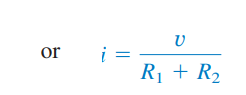 or i = v / (R₁ + R₂)